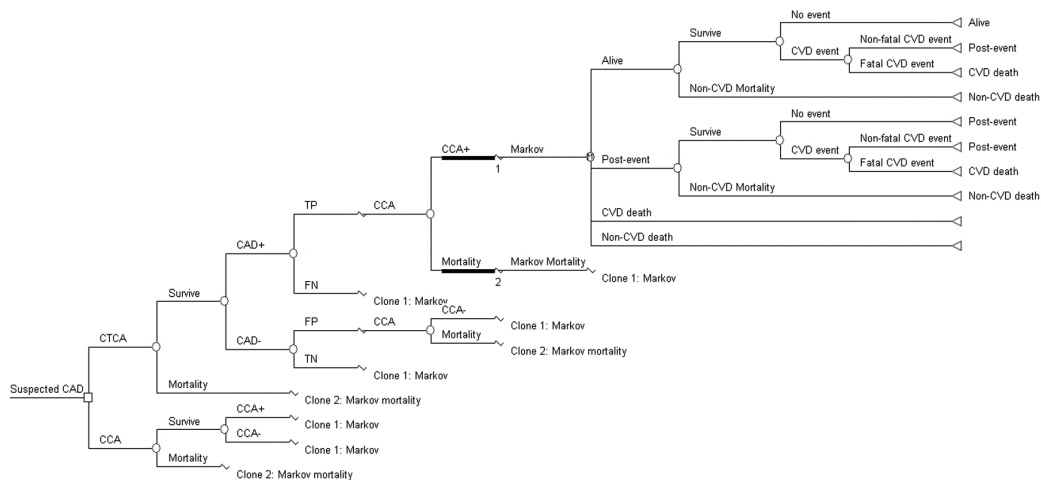 No event
Alive
Survive
Non-fatal CVD event
Post-event
CVD event
Fatal CVD event
CVD death
Alive
Non-CVD Mortality
Non-CVD death
No event
Post-event
Survive
Non-fatal CVD event
Post-event
CVD event
Fatal CVD event
CVD death
CCA+
Markov
M
Post-event
1
Non-CVD Mortality
Non-CVD death
TP
CCA
CVD death
Non-CVD death
CAD+
Mortality
Markov Mortality
Clone 1: Markov
2
FN
Clone 1: Markov
Survive
CCA-
Clone 1: Markov
FP
CCA
CAD-
Mortality
Clone 2: Markov mortality
CTCA
TN
Clone 1: Markov
Suspected CAD
Mortality
Clone 2: Markov mortality
CCA+
Survive
Clone 1: Markov
CCA
CCA-
Clone 1: Markov
Mortality
Clone 2: Markov mortality